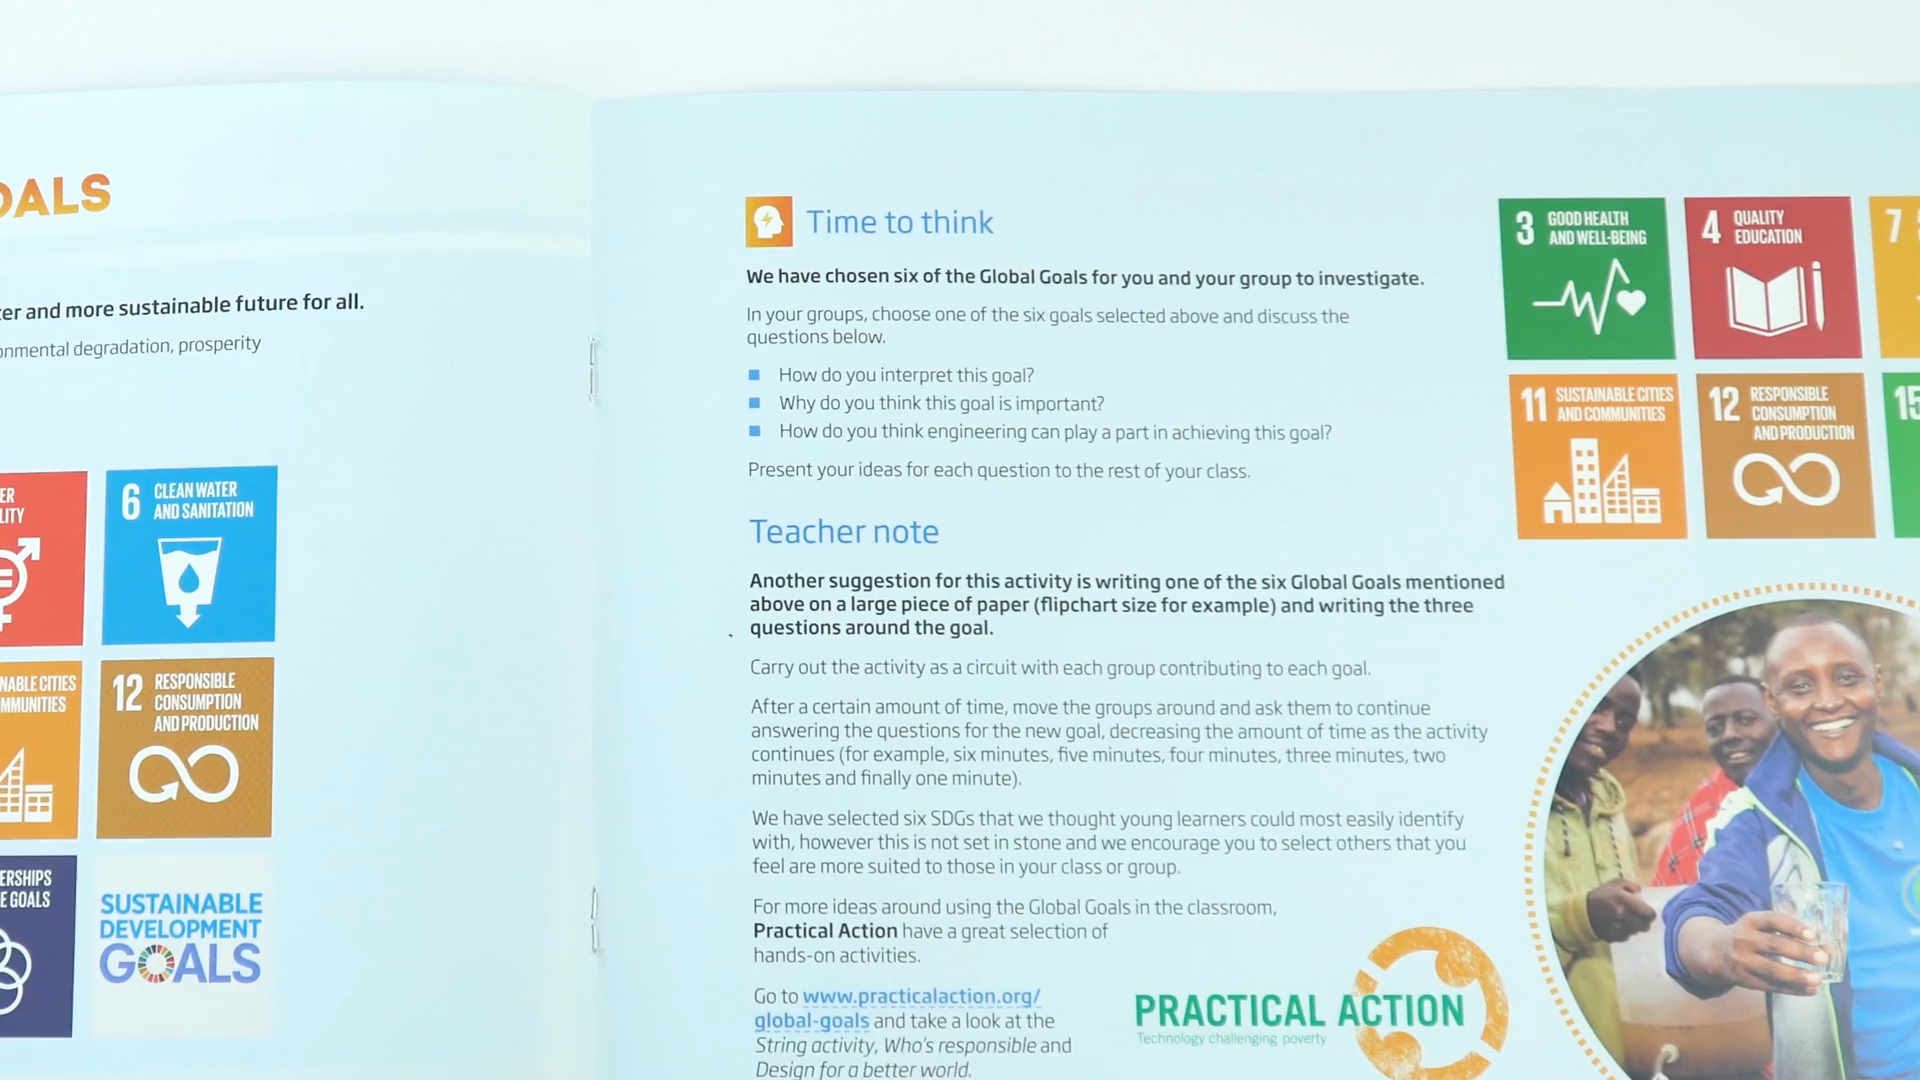 OALS
er and more sustainable future for all.
onmental degradation, prosperity
ER
LITY
6 CLEAN WATER
AND SANITATION
NABLE CITIES
MMUNITIES
12 RESPONSIBLE
CONSUMPTION
AND PRODUCTION
ERSHIPS
E GOALS
SUSTAINABLE
DEVELOPMENT
GOALS
Time to think
We have chosen six of the Global Goals for you and your group to investigate.
In your groups, choose one of the six goals selected above and discuss the
questions below.
How do you interpret this goal?
Why do you think this goal is important?
How do you think engineering can play a part in achieving this goal?
Present your ideas for each question to the rest of your class.
Teacher note
Another suggestion for this activity is writing one of the six Global Goals mentioned
above on a large piece of paper (flipchart size for example) and writing the three
questions around the goal.
Carry out the activity as a circuit with each group contributing to each goal.
After a certain amount of time, move the groups around and ask them to continue
answering the questions for the new goal, decreasing the amount of time as the activity
continues (for example, six minutes, five minutes, four minutes, three minutes, two
minutes and finally one minute).
We have selected six SDGs that we thought young learners could most easily identify
with, however this is not set in stone and we encourage you to select others that you
feel are more suited to those in your class or group.
For more ideas around using the Global Goals in the classroom,
Practical Action have a great selection of
hands-on activities.
Go to www.practicalaction.org/
global-goals and take a look at the
String activity, Who's responsible and
Design for a better world.
PRACTICAL ACTION
Technology challenging poverty
3 GOOD HEALTH
AND WELL-BEING
4 QUALITY
EDUCATION
7
11 SUSTAINABLE CITIES
AND COMMUNITIES
12 RESPONSIBLE
CONSUMPTION
AND PRODUCTION
15